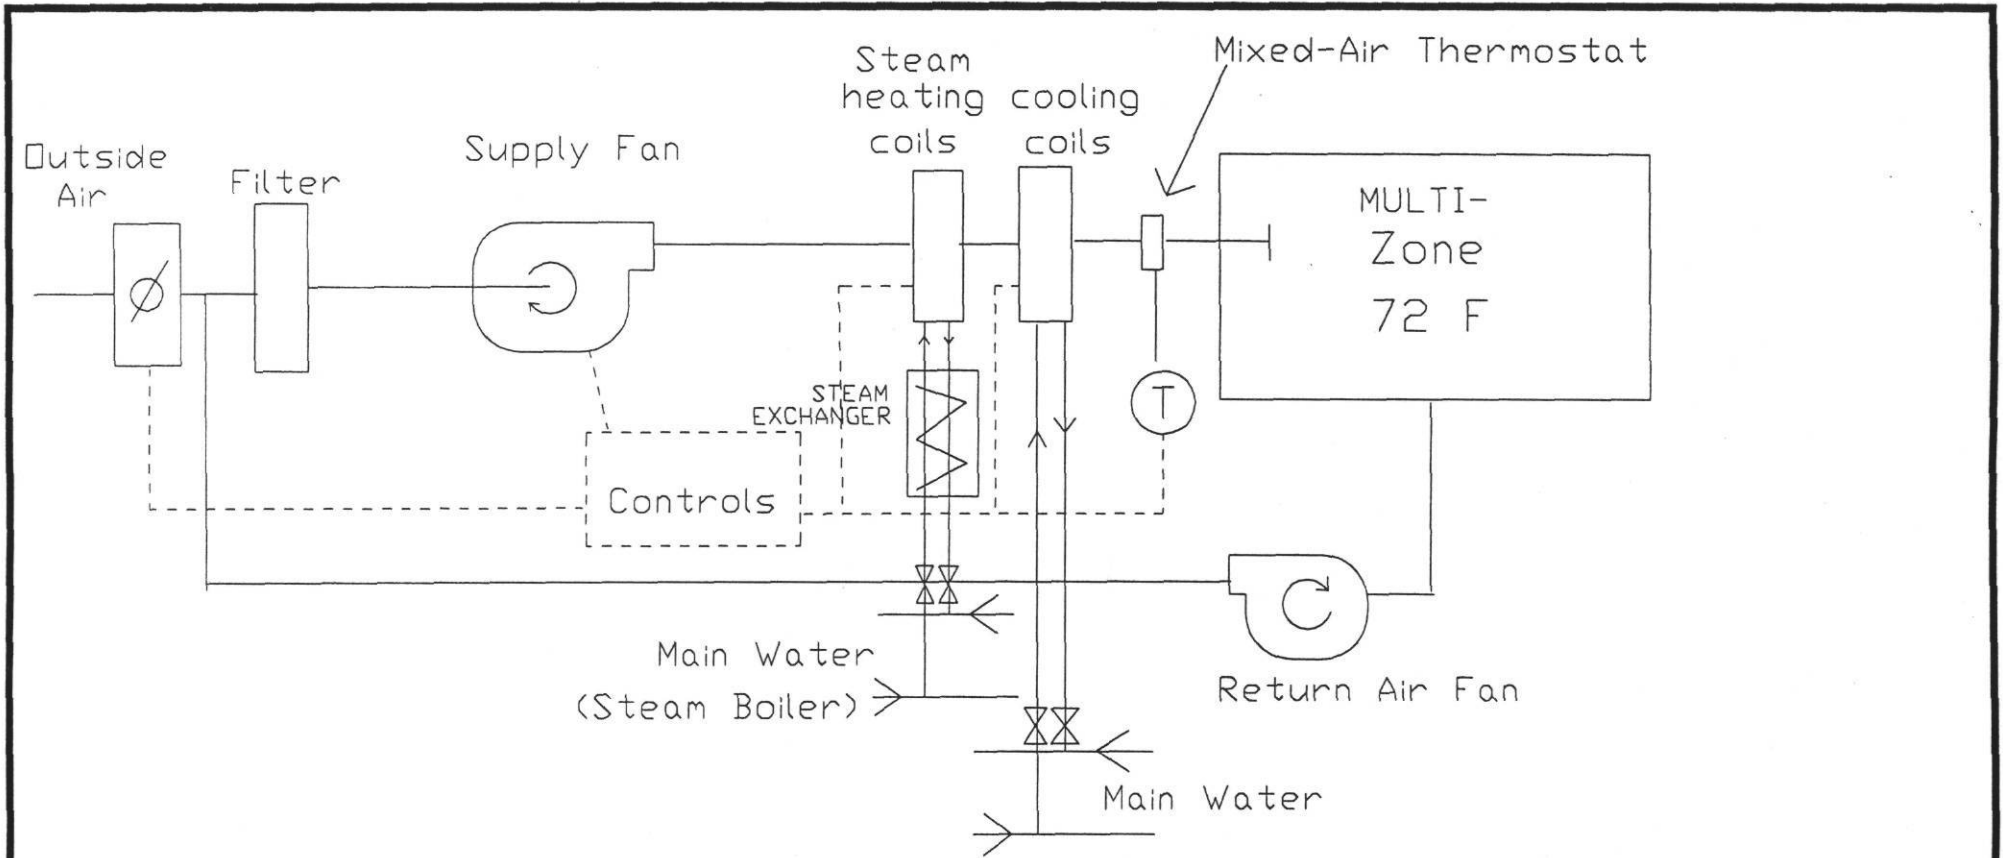 Mixed-Air Thermostat
Steam
heating cooling
coils coils
Outside
Air
Filter
Supply Fan
MULTI-
Zone
72 F
STEAM
EXCHANGER
T
Controls
Main Water
(Steam Boiler)
Return Air Fan
Main Water